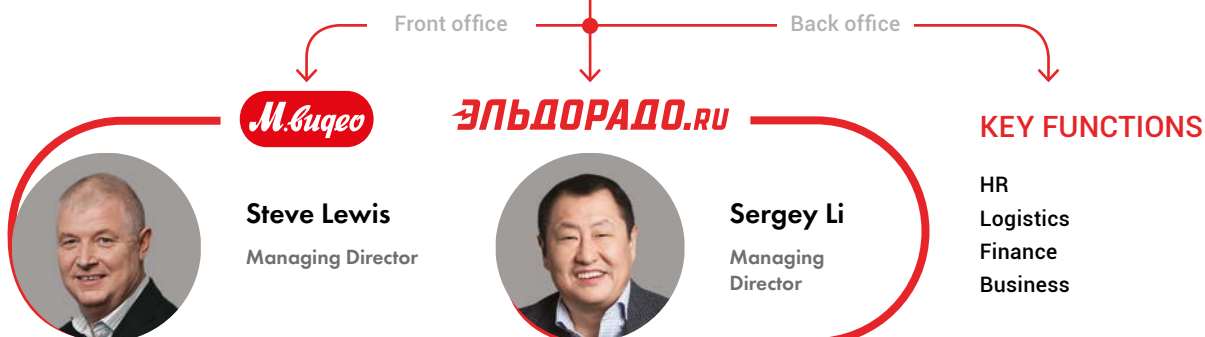 Front office
Back office
М.видео
ЭЛЬДОРАДО.RU
KEY FUNCTIONS
Steve Lewis
Managing Director
Sergey Li
Managing
Director
HR
Logistics
Finance
Business